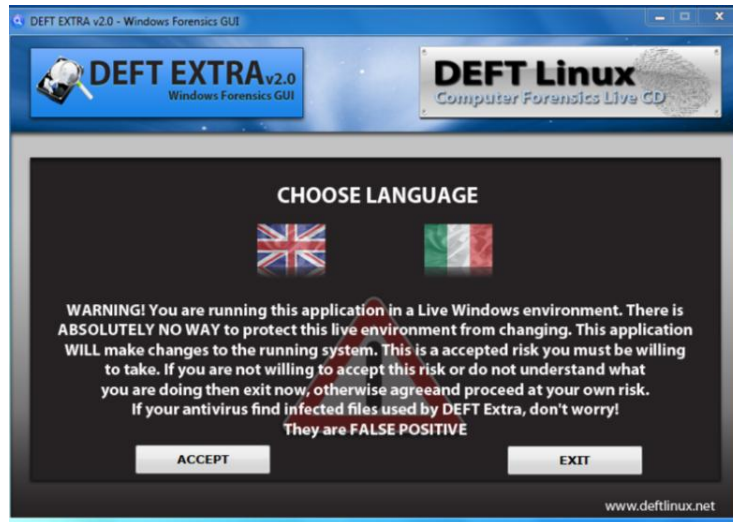 DEFT EXTRA v2.0 - Windows Forensics GUI
DEFT EXTRA v2.0
Windows Forensics GUI
DEFT Linux
Computer Forensics Live CD
CHOOSE LANGUAGE
WARNING! You are running this application in a Live Windows environment. There is
ABSOLUTELY NO WAY to protect this live environment from changing. This application
WILL make changes to the running system. This is a accepted risk you must be willing
to take. If you are not willing to accept this risk or do not understand what
you are doing then exit now, otherwise agreeand proceed at your own risk.
If your antivirus find infected files used by DEFT Extra, don't worry!
They are FALSE POSITIVE
ACCEPT
EXIT
www.deftlinux.net